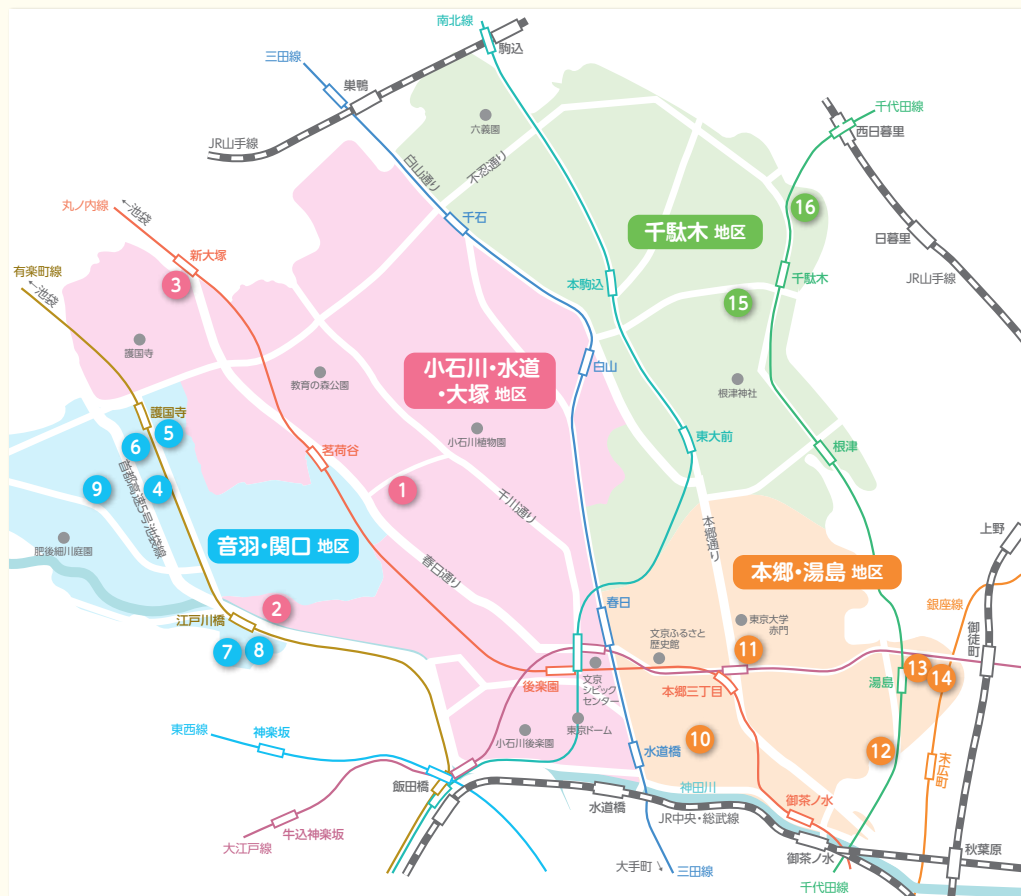 南北線
駒込
三田線
巣鴨
千代田線
六義園
西日暮里
JR山手線
白山通り
不忍通り
丸ノ内線
←池袋
千石
16
千駄木 地区
日暮里
新大塚
有楽町線
←池袋
3
本駒込
千駄木
JR山手線
15
護国寺
小石川・水道
・大塚 地区
白山
教育の森公園
根津神社
護国寺
5
6
小石川植物園
東大前
根津
茗荷谷
9
4
首都高速5号池袋線
1
千川通り
本郷通り
上野
肥後細川庭園
音羽・関口 地区
春日通り
本郷・湯島 地区
春日
銀座線
2
江戸川橋
7
8
文京ふるさと
歴史館
東京大学
赤門
御徒町
11
文京
シビック
センター
後楽園
本郷三丁目
湯島
13
14
東西線
神楽坂
小石川後楽園
東京ドーム
10
水道橋
12
末広町
飯田橋
神田川
水道橋
JR中央・総武線
御茶ノ水
牛込神楽坂
大江戸線
御茶ノ水
秋葉原
大手町↘
三田線
千代田線